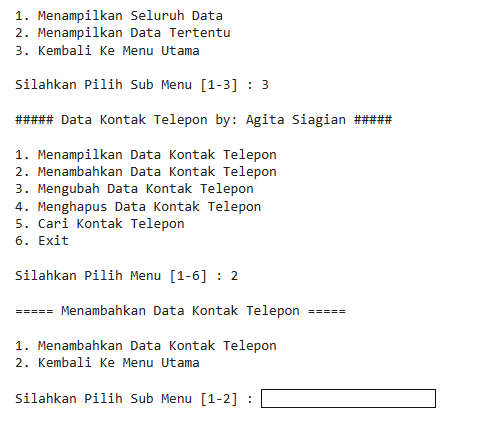 1. Menampilkan Seluruh Data
2. Menampilkan Data Tertentu
3. Kembali Ke Menu Utama
Silahkan Pilih Sub Menu [1-3] : 3
##### Data Kontak Telepon by: Agita Siagian #####
1. Menampilkan Data Kontak Telepon
2. Menambahkan Data Kontak Telepon
3. Mengubah Data Kontak Telepon
4. Menghapus Data Kontak Telepon
5. Cari Kontak Telepon
6. Exit
Silahkan Pilih Menu [1-6] : 2
===== Menambahkan Data Kontak Telepon =====
1. Menambahkan Data Kontak Telepon
2. Kembali Ke Menu Utama
Silahkan Pilih Sub Menu [1-2] :